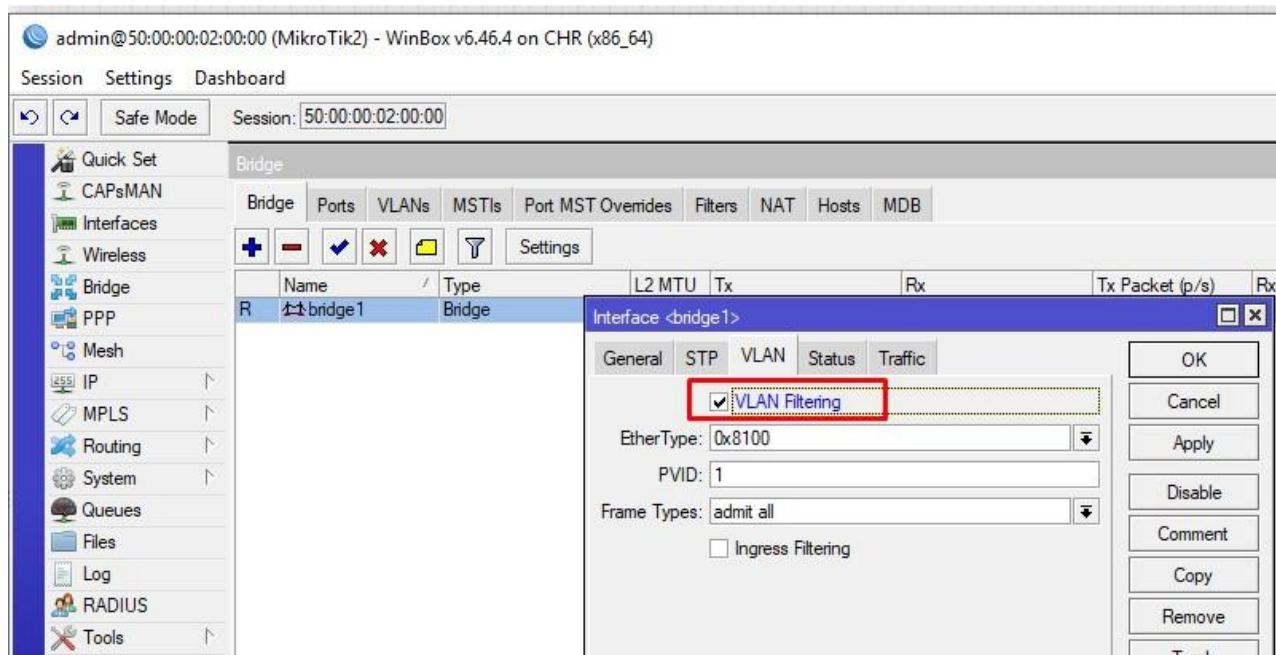 admin@50:00:00:02:00:00 (MikroTik2) - WinBox v6.46.4 on CHR (x86_64)
Session Settings Dashboard
Safe Mode Session: 50:00:00:02:00:00
Quick Set
CAPsMAN
Interfaces
Wireless
Bridge
PPP
Mesh
255 IP
MPLS
Routing
System
Queues
Files
Log
RADIUS
Tools
Bridge
Bridge Ports VLANs MSTIs Port MST Overrides Filters NAT Hosts MDB
Settings
Name / Type L2 MTU Tx Rx Tx Packet (p/s) Rx
R bridge1 Bridge
Interface <bridge1>
General STP VLAN Status Traffic
VLAN Filtering
EtherType: 0x8100
PVID: 1
Frame Types: admit all
Ingress Filtering
OK
Cancel
Apply
Disable
Comment
Copy
Remove